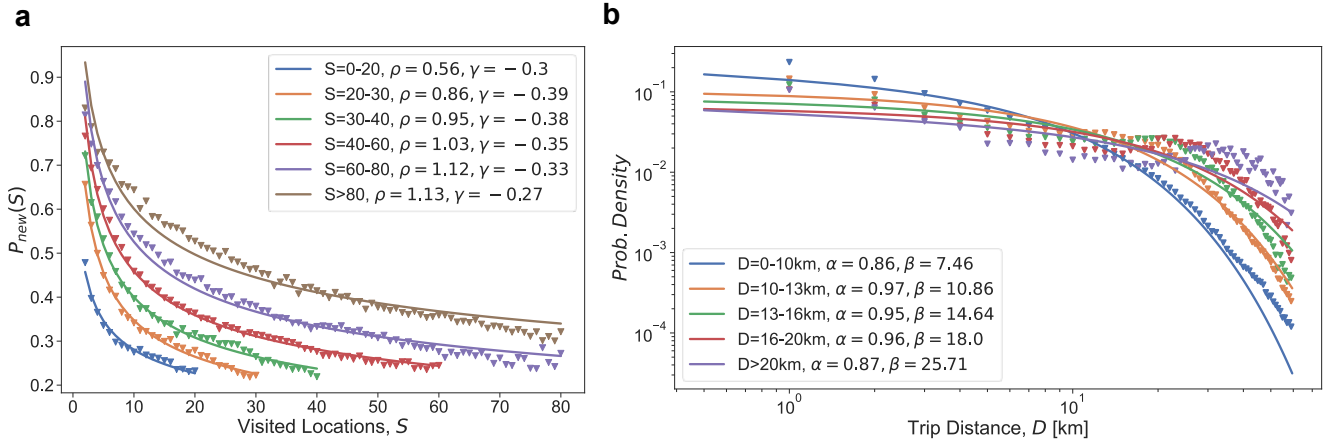 a
P_new(S)
0.9
0.8
0.7
0.6
0.5
0.4
0.3
0.2
S=0-20, ρ = 0.56, γ = −0.3
S=20-30, ρ = 0.86, γ = −0.39
S=30-40, ρ = 0.95, γ = −0.38
S=40-60, ρ = 1.03, γ = −0.35
S=60-80, ρ = 1.12, γ = −0.33
S>80, ρ = 1.13, γ = −0.27
0 10 20 30 40 50 60 70 80
Visited Locations, S
b
Prob. Density
10⁻¹
10⁻²
10⁻³
10⁻⁴
D=0-10km, α = 0.86, β = 7.46
D=10-13km, α = 0.97, β = 10.86
D=13-16km, α = 0.95, β = 14.64
D=16-20km, α = 0.96, β = 18.0
D>20km, α = 0.87, β = 25.71
10⁰ 10¹
Trip Distance, D [km]